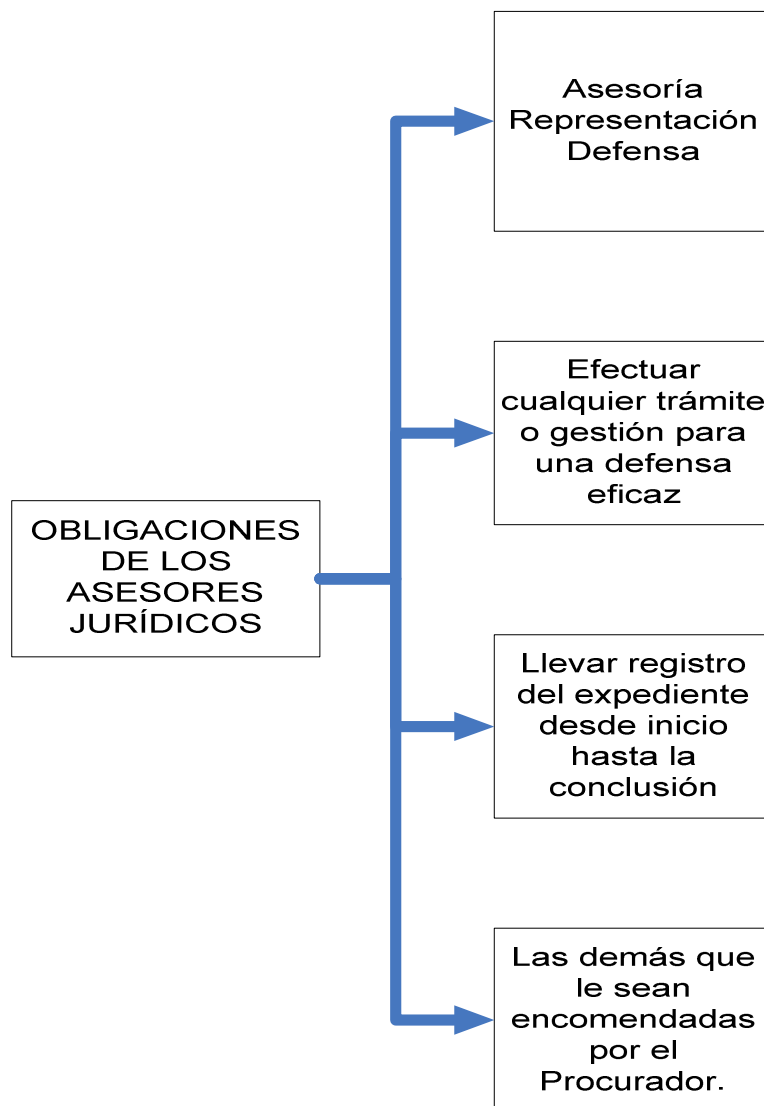 OBLIGACIONES
DE LOS
ASESORES
JURÍDICOS
Asesoría
Representación
Defensa
Efectuar
cualquier trámite
o gestión para
una defensa
eficaz
Llevar registro
del expediente
desde inicio
hasta la
conclusión
Las demás que
le sean
encomendadas
por el
Procurador.